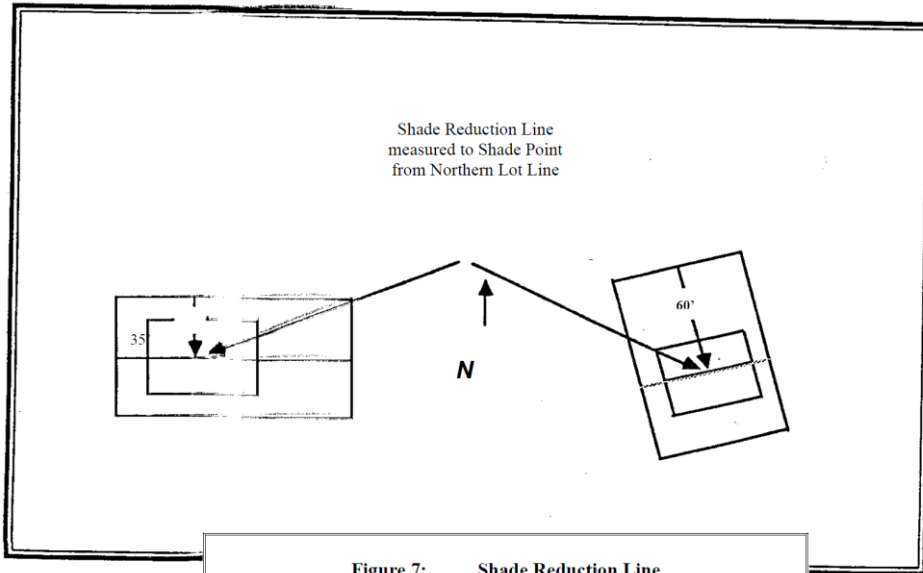 Shade Reduction Line
measured to Shade Point
from Northern Lot Line
35'
60'
N
Figure 7: Shade Reduction Line